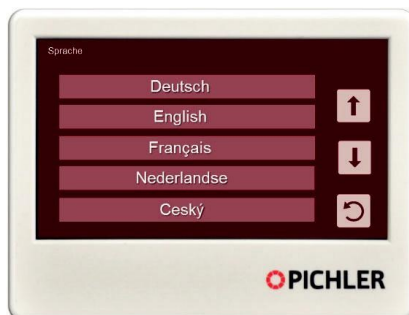 Sprache
Deutsch
English
Français
Nederlandse
Ceský
PICHLER